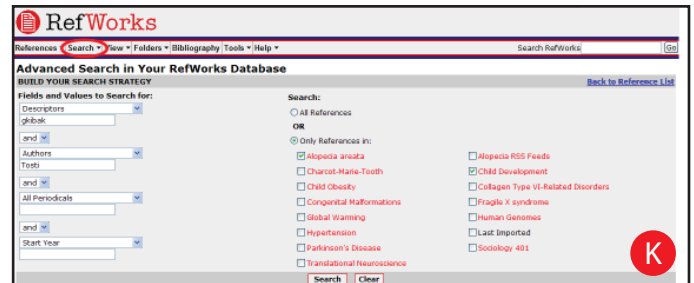 RefWorks
References Search View Folders Bibliography Tools Help Search RefWorks Go
Advanced Search in Your RefWorks Database
BUILD YOUR SEARCH STRATEGY Back to Reference List
Fields and Values to Search for: Search:
Descriptors
gkibak
and
Authors
Tosti
and
All Periodicals
and
Start Year
All References
OR
Only References in:
Alopecia areata Alopecia RSS Feeds
Charcot-Marie-Tooth Child Development
Child Obesity Collagen Type VI-Related Disorders
Congenital Malformations Fragile X syndrome
Global Warming Human Genomes
Hypertension Last Imported
Parkinson's Disease Sociology 401
Translational Neuroscience
Search Clear
K